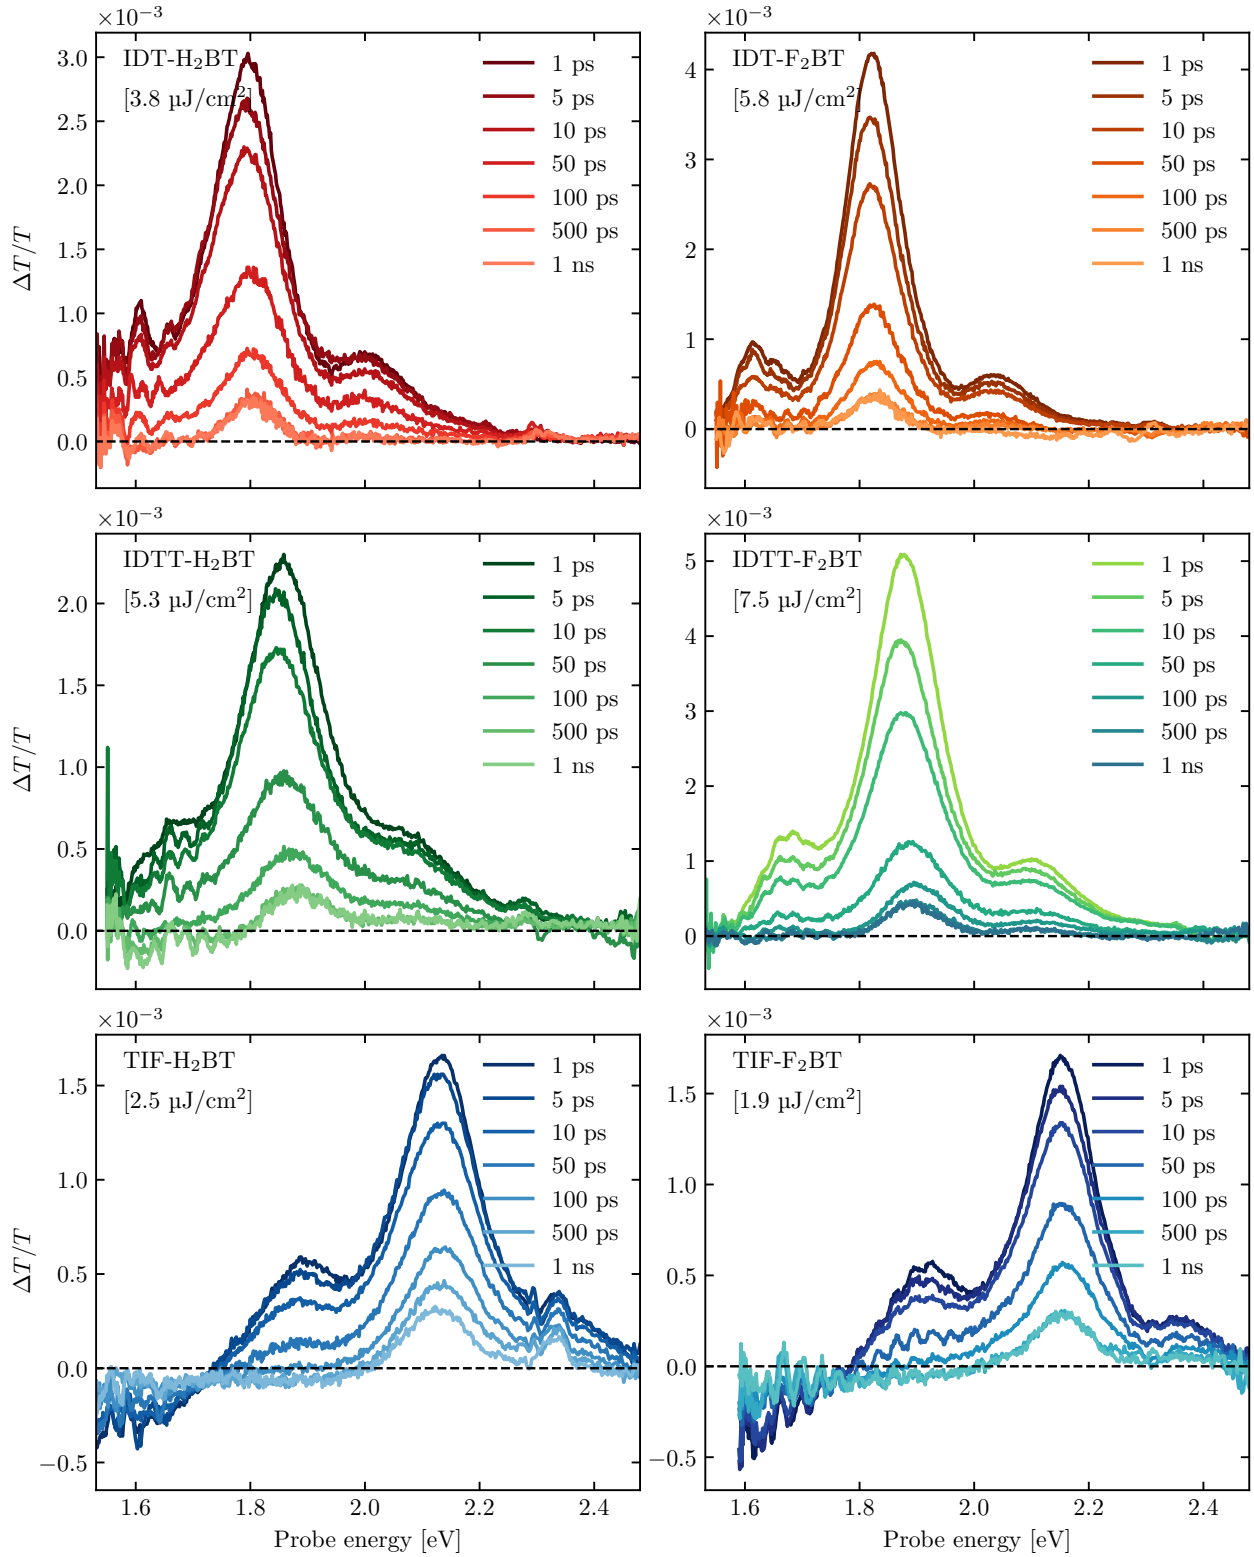 ×10⁻³
IDT-H₂BT
[3.8 µJ/cm²]
1 ps
5 ps
10 ps
50 ps
100 ps
500 ps
1 ns
3.0
2.5
2.0
1.5
1.0
0.5
0.0
ΔT/T
×10⁻³
IDT-F₂BT
[5.8 µJ/cm²]
1 ps
5 ps
10 ps
50 ps
100 ps
500 ps
1 ns
4
3
2
1
0
×10⁻³
IDTT-H₂BT
[5.3 µJ/cm²]
1 ps
5 ps
10 ps
50 ps
100 ps
500 ps
1 ns
2.0
1.5
1.0
0.5
0.0
ΔT/T
×10⁻³
IDTT-F₂BT
[7.5 µJ/cm²]
1 ps
5 ps
10 ps
50 ps
100 ps
500 ps
1 ns
5
4
3
2
1
0
×10⁻³
TIF-H₂BT
[2.5 µJ/cm²]
1 ps
5 ps
10 ps
50 ps
100 ps
500 ps
1 ns
1.5
1.0
0.5
0.0
−0.5
ΔT/T
1.6 1.8 2.0 2.2 2.4
Probe energy [eV]
×10⁻³
TIF-F₂BT
[1.9 µJ/cm²]
1 ps
5 ps
10 ps
50 ps
100 ps
500 ps
1 ns
1.5
1.0
0.5
0.0
−0.5
1.6 1.8 2.0 2.2 2.4
Probe energy [eV]